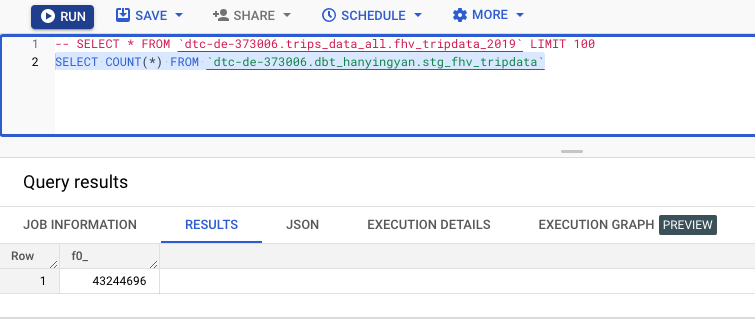 RUN SAVE SHARE SCHEDULE MORE
1 -- SELECT * FROM `dtc-de-373006.trips_data_all.fhv_tripdata_2019` LIMIT 100
2 SELECT COUNT(*) FROM `dtc-de-373006.dbt_hanyingyan.stg_fhv_tripdata`
Query results
JOB INFORMATION RESULTS JSON EXECUTION DETAILS EXECUTION GRAPH PREVIEW
Row f0_
1 43244696